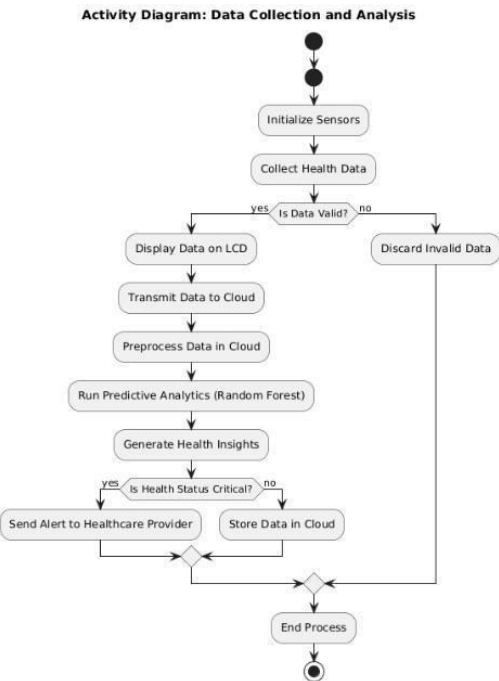 Activity Diagram: Data Collection and Analysis
Initialize Sensors
Collect Health Data
yes
Is Data Valid?
no
Display Data on LCD
Discard Invalid Data
Transmit Data to Cloud
Preprocess Data in Cloud
Run Predictive Analytics (Random Forest)
Generate Health Insights
yes
Is Health Status Critical?
no
Send Alert to Healthcare Provider
Store Data in Cloud
End Process